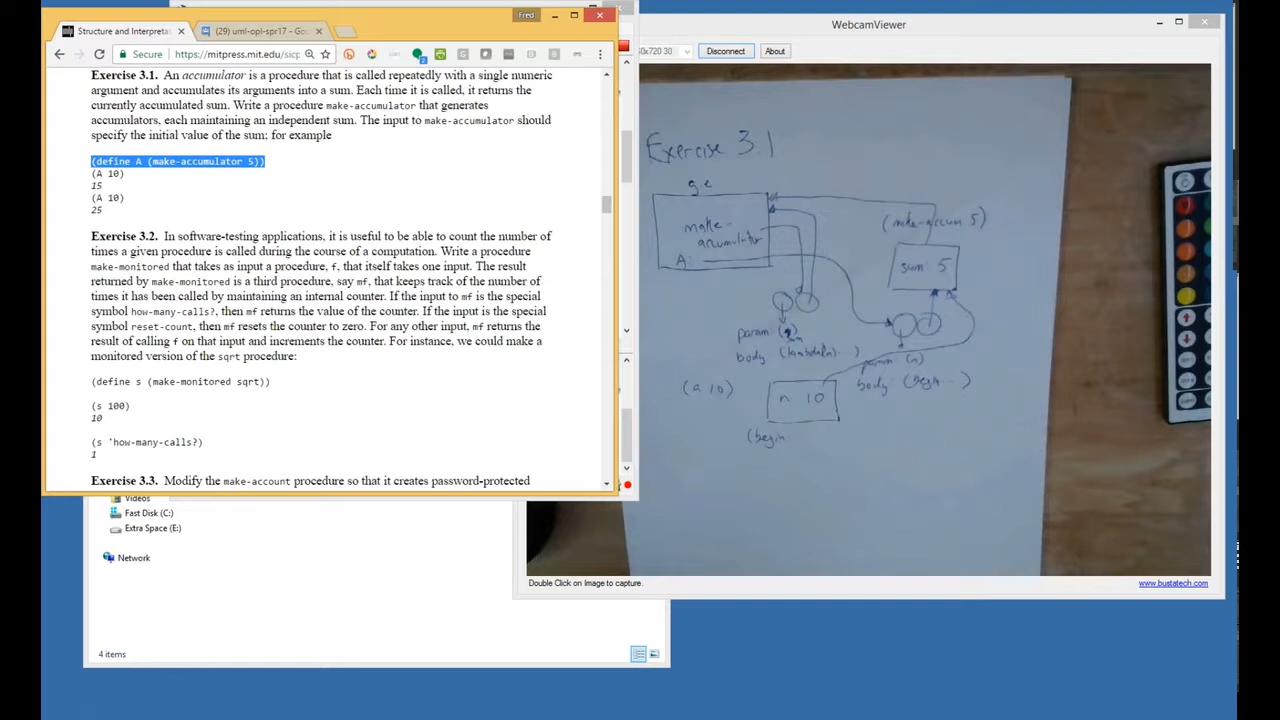 Fred
Structure and Interpreta
(29) uml-opl-spr17 - Go
Secure
https://mitpress.mit.edu/sicp
Exercise 3.1. An accumulator is a procedure that is called repeatedly with a single numeric
argument and accumulates its arguments into a sum. Each time it is called, it returns the
currently accumulated sum. Write a procedure make-accumulator that generates
accumulators, each maintaining an independent sum. The input to make-accumulator should
specify the initial value of the sum; for example
(define A (make-accumulator 5))
(A 10)
15
(A 10)
25
Exercise 3.2. In software-testing applications, it is useful to be able to count the number of
times a given procedure is called during the course of a computation. Write a procedure
make-monitored that takes as input a procedure, f, that itself takes one input. The result
returned by make-monitored is a third procedure, say mf, that keeps track of the number of
times it has been called by maintaining an internal counter. If the input to mf is the special
symbol how-many-calls?, then mf returns the value of the counter. If the input is the special
symbol reset-count, then mf resets the counter to zero. For any other input, mf returns the
result of calling f on that input and increments the counter. For instance, we could make a
monitored version of the sqrt procedure:
(define s (make-monitored sqrt))
(s 100)
10
(s 'how-many-calls?)
1
Exercise 3.3. Modify the make-account procedure so that it creates password-protected
Videos
Fast Disk (C:)
Extra Space (E:)
Network
4 items
WebcamViewer
x720 30
Disconnect
About
Exercise 3.1
g.e
make-
accumulator
A:
(make-accum 5)
sum: 5
param:
body (lambda(n)...)
param (n)
body: (begin...)
(a 10)
n 10
(begin
Double Click on Image to capture.
www.bustatech.com